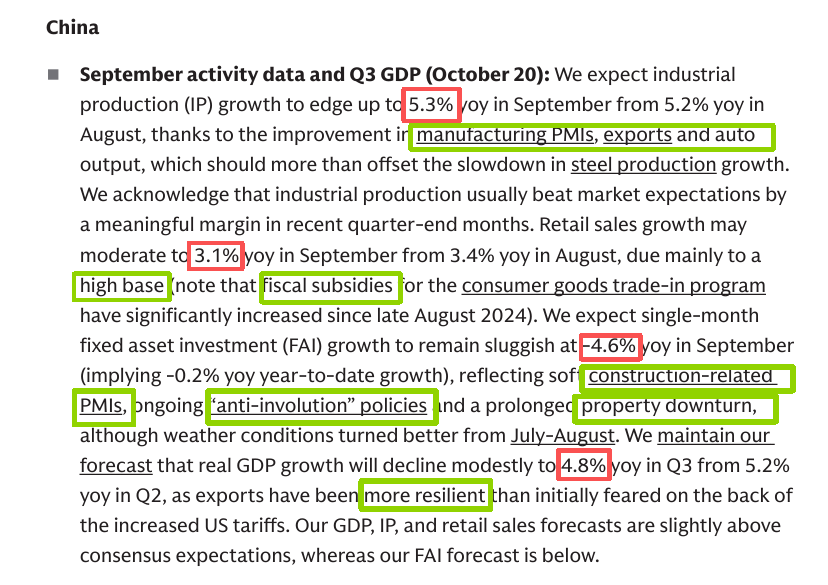 China
■ September activity data and Q3 GDP (October 20): We expect industrial
production (IP) growth to edge up to 5.3% yoy in September from 5.2% yoy in
August, thanks to the improvement in manufacturing PMIs, exports and auto
output, which should more than offset the slowdown in steel production growth.
We acknowledge that industrial production usually beat market expectations by
a meaningful margin in recent quarter-end months. Retail sales growth may
moderate to 3.1% yoy in September from 3.4% yoy in August, due mainly to a
high base (note that fiscal subsidies for the consumer goods trade-in program
have significantly increased since late August 2024). We expect single-month
fixed asset investment (FAI) growth to remain sluggish at -4.6% yoy in September
(implying -0.2% yoy year-to-date growth), reflecting soft construction-related
PMIs, ongoing “anti-involution” policies and a prolonged property downturn,
although weather conditions turned better from July-August. We maintain our
forecast that real GDP growth will decline modestly to 4.8% yoy in Q3 from 5.2%
yoy in Q2, as exports have been more resilient than initially feared on the back of
the increased US tariffs. Our GDP, IP, and retail sales forecasts are slightly above
consensus expectations, whereas our FAI forecast is below.